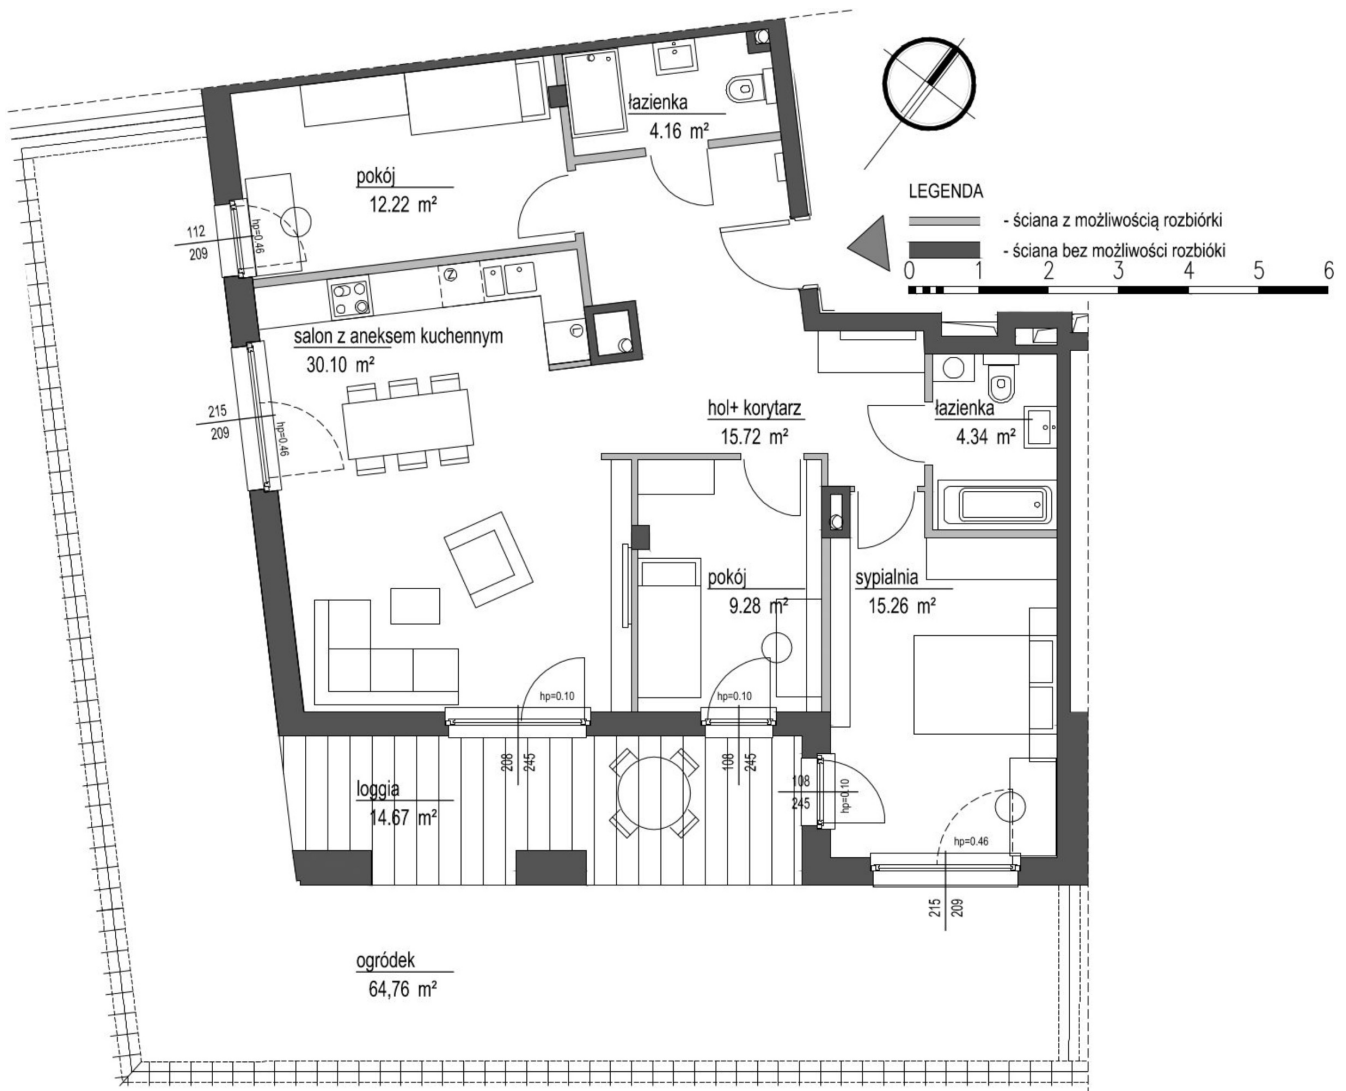 łazienka
4.16 m²
pokój
12.22 m²
LEGENDA
- ściana z możliwością rozbiórki
- ściana bez możliwości rozbióki
0 1 2 3 4 5 6
112
209
hp=0.46
Z
salon z aneksem kuchennym
30.10 m²
L
215
209
hp=0.46
hol+ korytarz
15.72 m²
łazienka
4.34 m²
pokój
9.28 m²
sypialnia
15.26 m²
hp=0.10
hp=0.10
208
245
108
245
108
245
hp=0.10
loggia
14.67 m²
hp=0.46
215
209
ogródek
64,76 m²